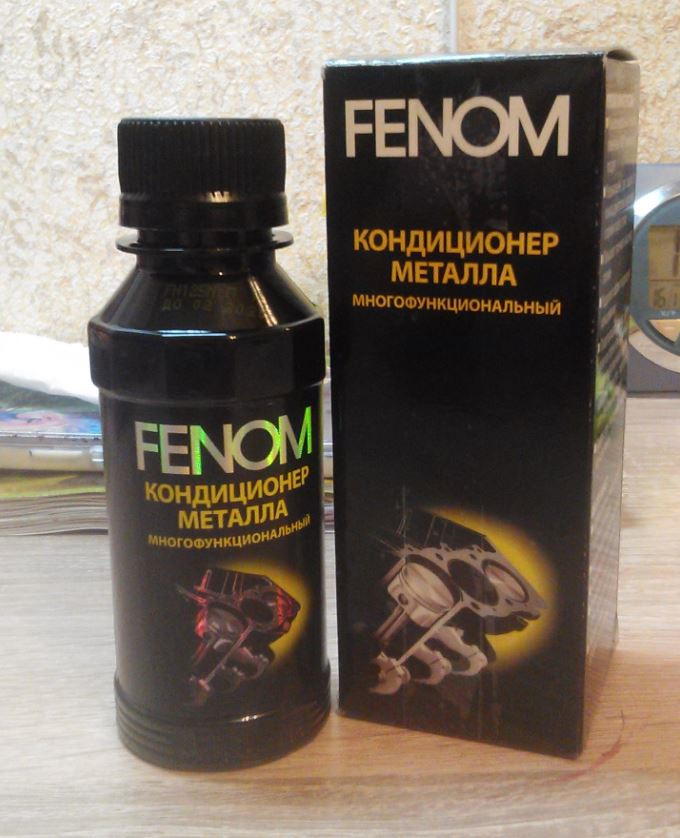 FENOM
КОНДИЦИОНЕР
МЕТАЛЛА
МНОГОФУНКЦИОНАЛЬНЫЙ
FENOM
КОНДИЦИОНЕР
МЕТАЛЛА
МНОГОФУНКЦИОНАЛЬНЫЙ